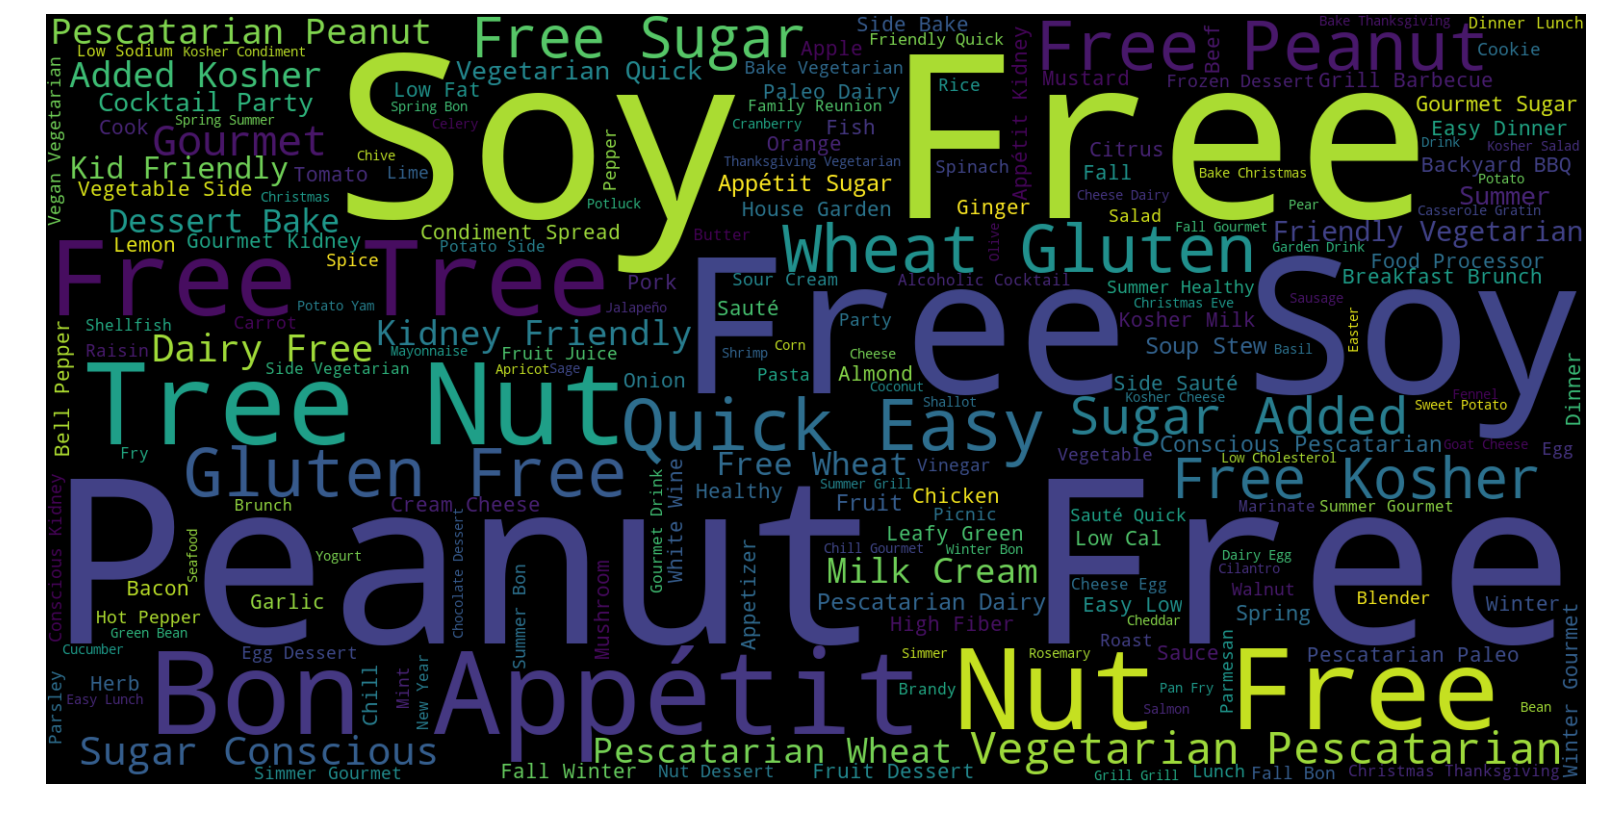 Pescatarian Peanut
Free Sugar
Side Bake
Friendly Quick
Free Peanut
Bake Thanksgiving
Dinner Lunch
Low Sodium
Kosher Condiment
Apple
Beef
Cookie
Added Kosher
Vegetarian Quick
Bake Vegetarian
Mustard
Frozen Dessert
Grill Barbecue
Soy Free
Low Fat
Paleo Dairy
Rice
Cocktail Party
Spring Bon
Family Reunion
Gourmet Sugar
Vegan Vegetarian
Spring Summer
Cook
Celery
Cranberry
Fish
Appétit Kidney
Easy Dinner
Gourmet
Pepper
Orange
Citrus
Drink
Kosher Salad
Chive
Thanksgiving Vegetarian
Spinach
Fall
Backyard BBQ
Kid Friendly
Tomato
Lime
Bake Christmas
Potato
Vegetable Side
Christmas
Appétit Sugar
Cheese Dairy
Summer
Potluck
House Garden
Ginger
Salad
Pear
Casserole Gratin
Dessert Bake
Condiment Spread
Butter
Olive
Fall Gourmet
Friendly Vegetarian
Lemon
Gourmet Kidney
Potato Side
Wheat Gluten
Garden Drink
Spice
Food Processor
Free Tree
Pork
Sour Cream
Alcoholic Cocktail
Summer Healthy
Breakfast Brunch
Potato Yam
Jalapeño
Sauté
Christmas Eve
Sausage
Free Soy
Shellfish
Carrot
Kidney Friendly
Party
Kosher Milk
Easter
Bell Pepper
Raisin
Dairy Free
Mayonnaise
Fruit Juice
Shrimp
Corn
Cheese
Soup Stew
Basil
Side Vegetarian
Apricot
Sage
Onion
Pasta
Almond
Coconut
Side Sauté
Dinner
Tree Nut
Shallot
Kosher Cheese
Fennel
Quick Easy
Sugar Added
Sweet Potato
Fry
Conscious Pescatarian
Goat Cheese
Egg
Gluten Free
White Wine
Free Wheat
Vinegar
Vegetable
Low Cholesterol
Free Kosher
Conscious Kidney
Gourmet Drink
Healthy
Summer Grill
Fruit
Chicken
Brunch
Cream Cheese
Picnic
Sauté Quick
Marinate
Summer Gourmet
Peanut Free
Seafood
Yogurt
Chocolate Dessert
Leafy Green
Low Cal
Chill Gourmet
Winter Bon
Dairy Egg
Cilantro
Bacon
Garlic
Summer Bon
Mushroom
Appetizer
Milk Cream
Cheese Egg
Walnut
Blender
Winter
Hot Pepper
Pescatarian Dairy
Easy Low
Spring
Green Bean
High Fiber
Cheddar
Cucumber
Egg Dessert
Simmer
Rosemary
Roast
Sauce
Pescatarian Paleo
Winter Gourmet
Parsley
Herb
Bon Appétit
Chill
Mint
New Year
Nut Free
Parmesan
Easy Lunch
Brandy
Pan Fry
Salmon
Bean
Sugar Conscious
Pescatarian Wheat
Vegetarian Pescatarian
Simmer Gourmet
Fall Winter
Nut Dessert
Fruit Dessert
Grill Grill
Lunch
Fall Bon
Christmas Thanksgiving